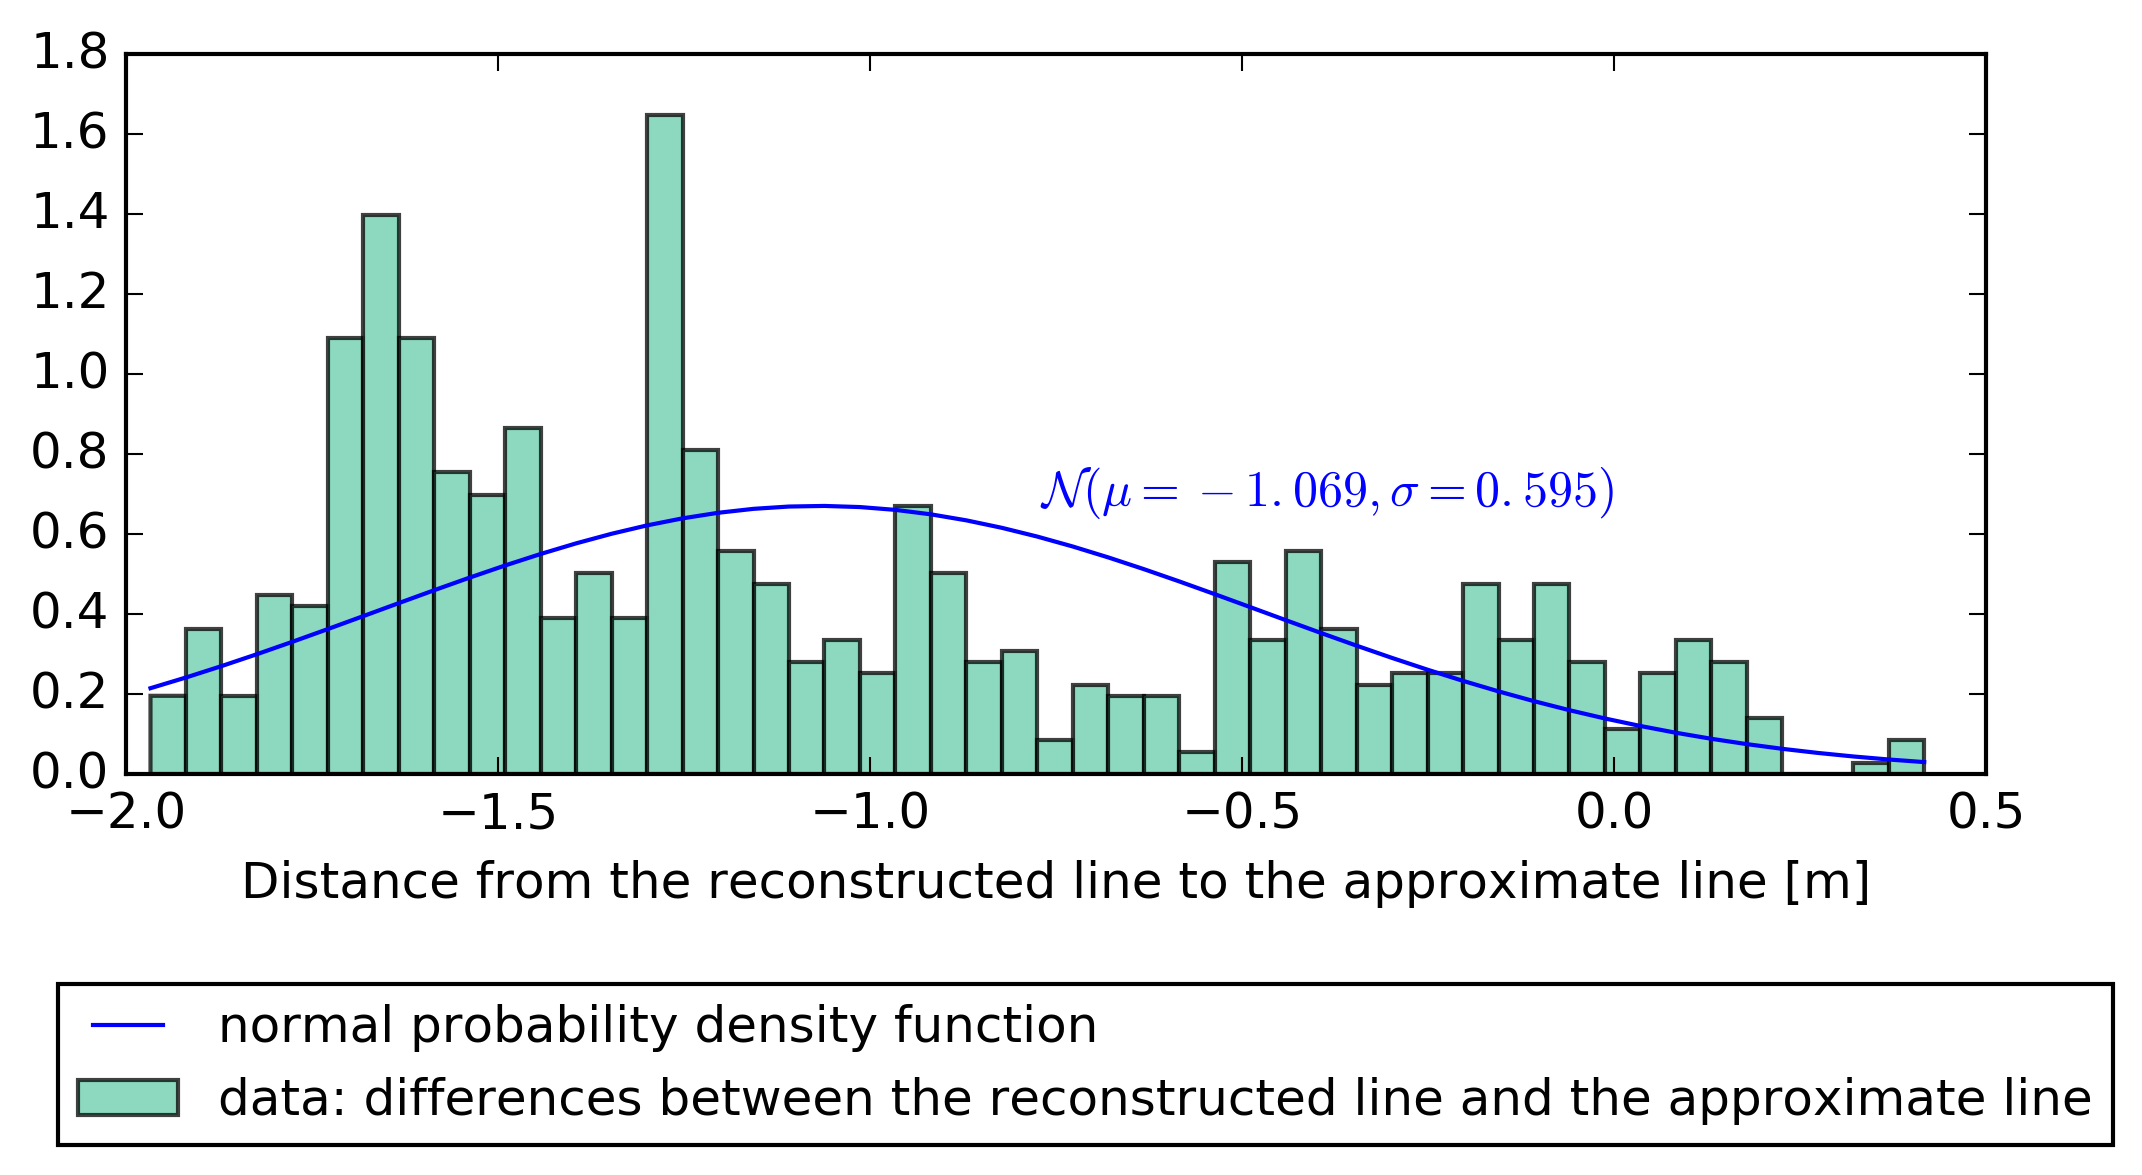 1.8
1.6
1.4
1.2
1.0
0.8
0.6
0.4
0.2
0.0
𝒩(μ = −1.069, σ = 0.595)
−2.0 −1.5 −1.0 −0.5 0.0 0.5
Distance from the reconstructed line to the approximate line [m]
normal probability density function
data: differences between the reconstructed line and the approximate line